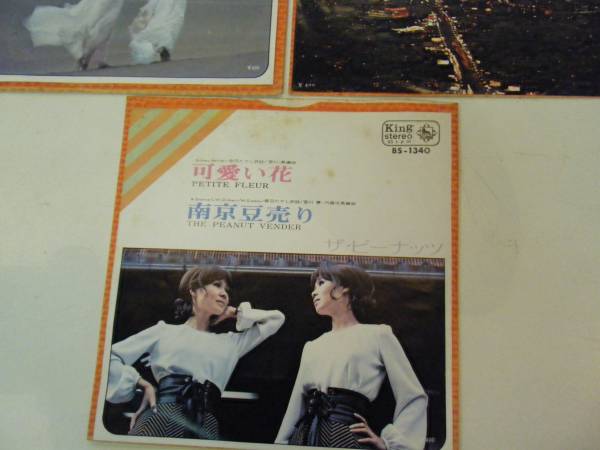 King
stereo
BS-1340
可愛い花
PETITE FLEUR
南京豆売り
THE PEANUT VENDER
ザ・ピーナッツ